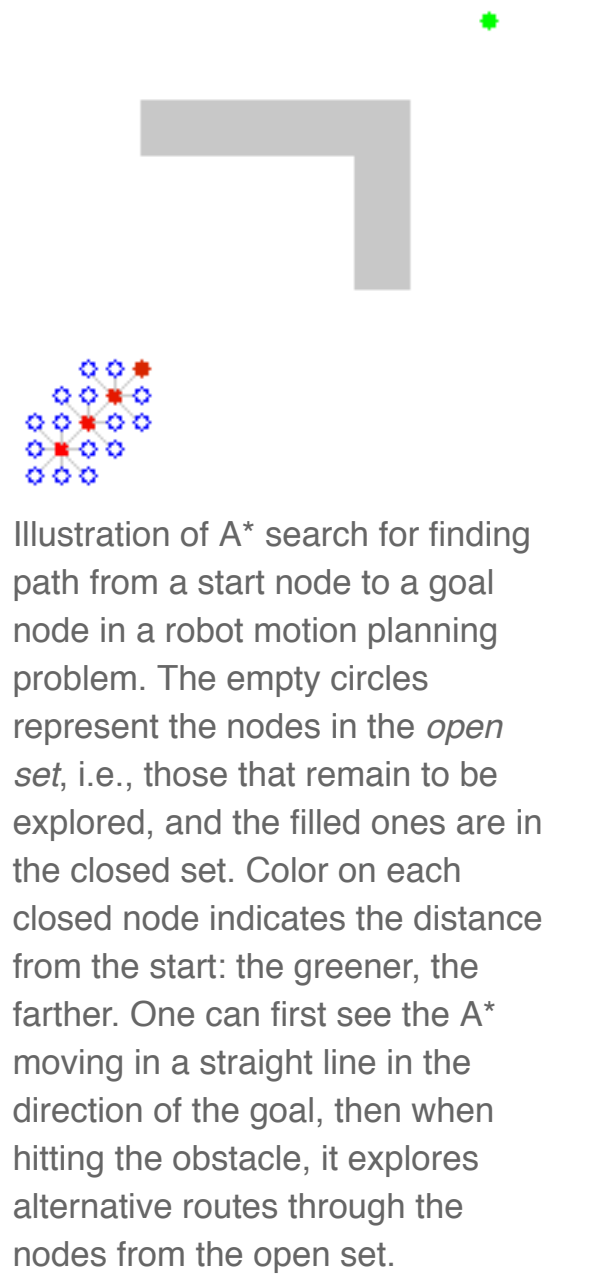 Illustration of A* search for finding
path from a start node to a goal
node in a robot motion planning
problem. The empty circles
represent the nodes in the open
set, i.e., those that remain to be
explored, and the filled ones are in
the closed set. Color on each
closed node indicates the distance
from the start: the greener, the
farther. One can first see the A*
moving in a straight line in the
direction of the goal, then when
hitting the obstacle, it explores
alternative routes through the
nodes from the open set.